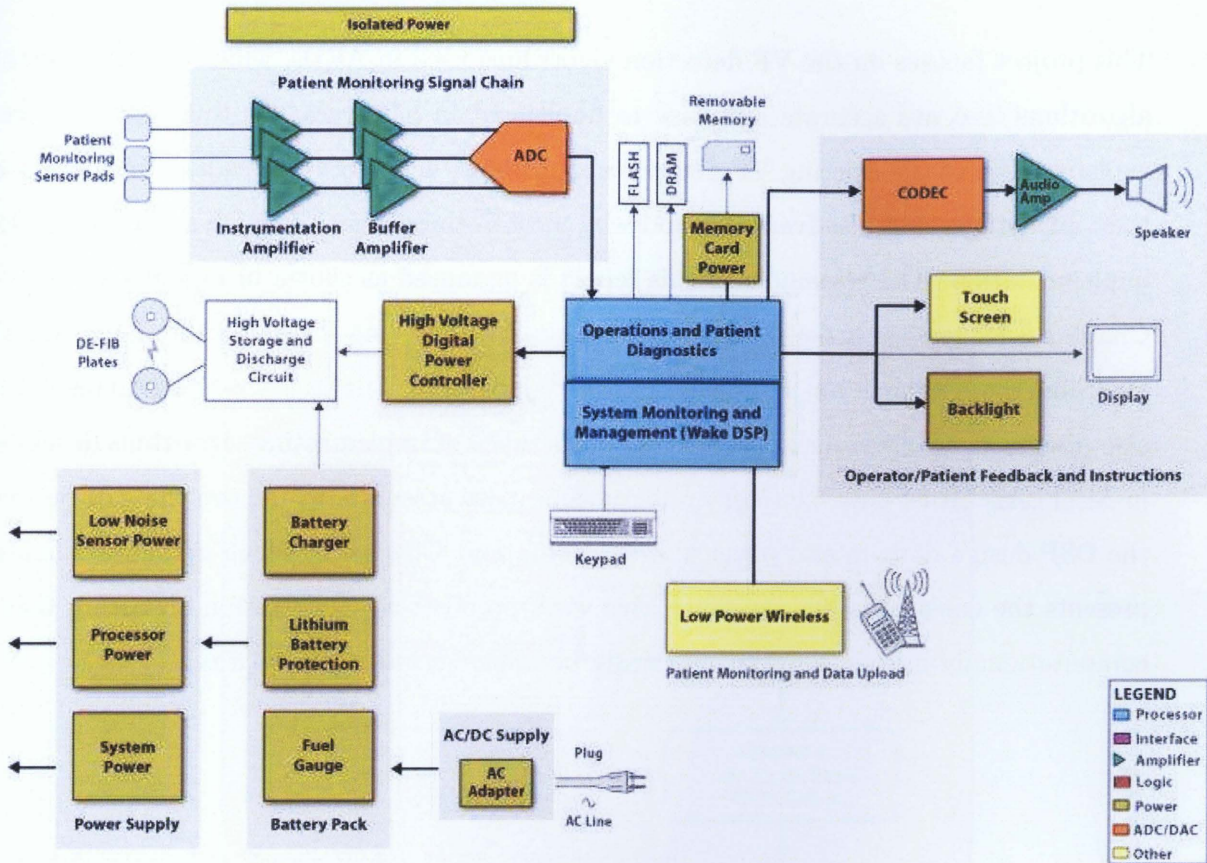 Isolated Power
Patient Monitoring Signal Chain
Patient
Monitoring
Sensor Pads
ADC
Instrumentation
Amplifier
Buffer
Amplifier
FLASH
DRAM
Removable
Memory
Memory
Card
Power
CODEC
Audio
Amp
Speaker
Touch
Screen
Display
Backlight
Operator/Patient Feedback and Instructions
DE-FIB
Plates
High Voltage
Storage and
Discharge
Circuit
High Voltage
Digital
Power
Controller
Operations and Patient
Diagnostics
System Monitoring and
Management (Wake DSP)
Keypad
Low Power Wireless
Patient Monitoring and Data Upload
Low Noise
Sensor Power
Processor
Power
System
Power
Power Supply
Battery
Charger
Lithium
Battery
Protection
Fuel
Gauge
Battery Pack
AC/DC Supply
AC
Adapter
Plug
AC Line
LEGEND
Processor
Interface
Amplifier
Logic
Power
ADC/DAC
Other